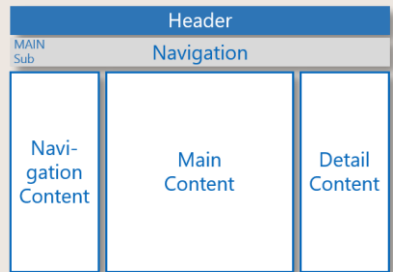 Header
MAIN
Sub
Navigation
Navi-
gation
Content
Main
Content
Detail
Content